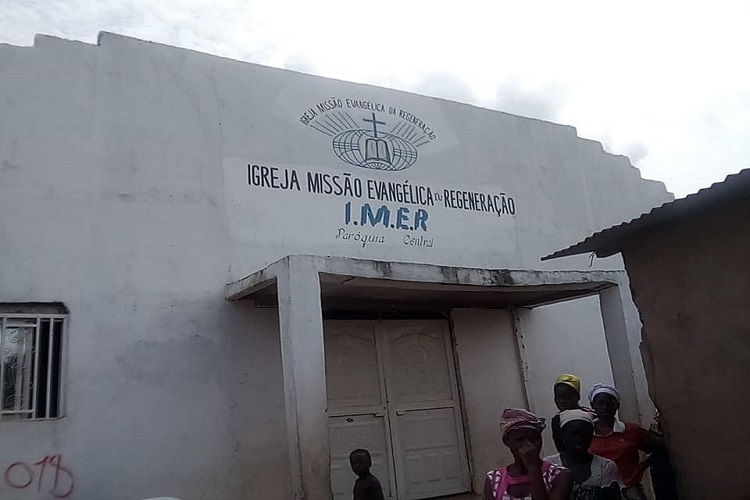 IGREJA MISSÃO EVANGÉLICA DA REGENERAÇÃO
IGREJA MISSÃO EVANGÉLICA DA REGENERAÇÃO
I.M.E.R
Paróquia Central
018